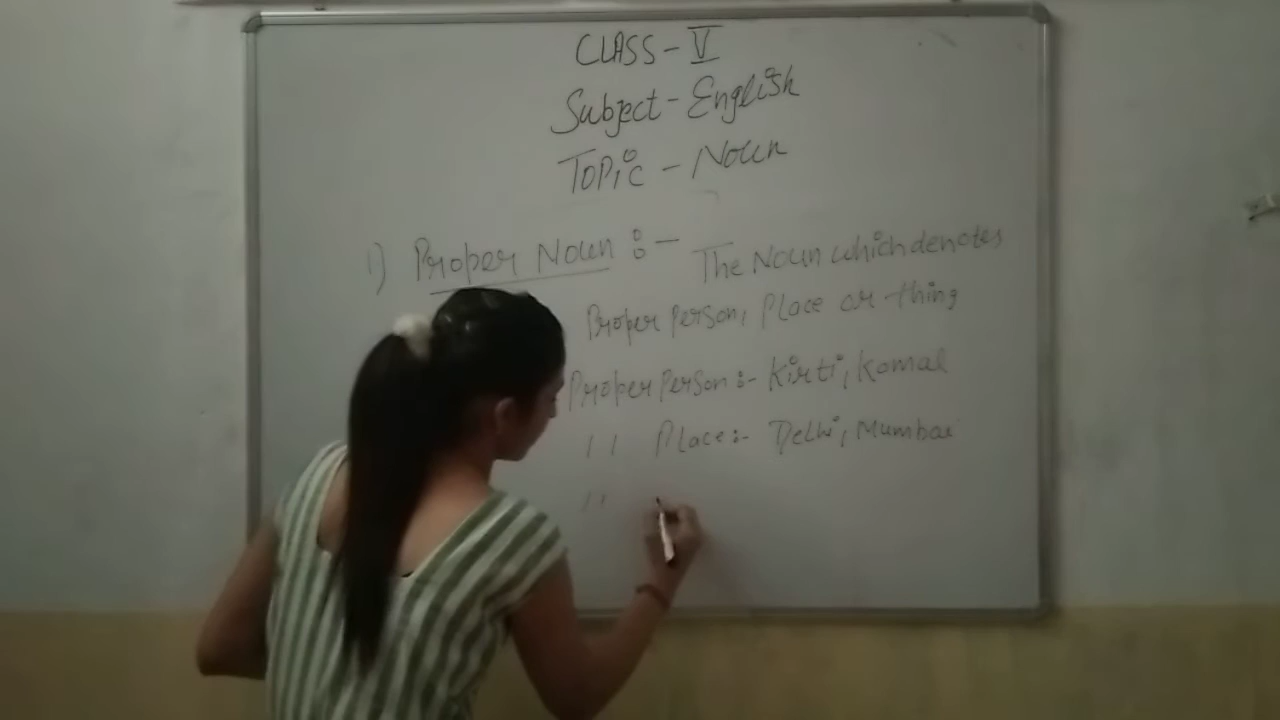 CLASS - V
Subject - English
Topic - Noun
1) Proper Noun :- The Noun which denotes
Proper person, Place or thing
Proper Person :- Kirti, Komal
" Place :- Delhi, Mumbai
"